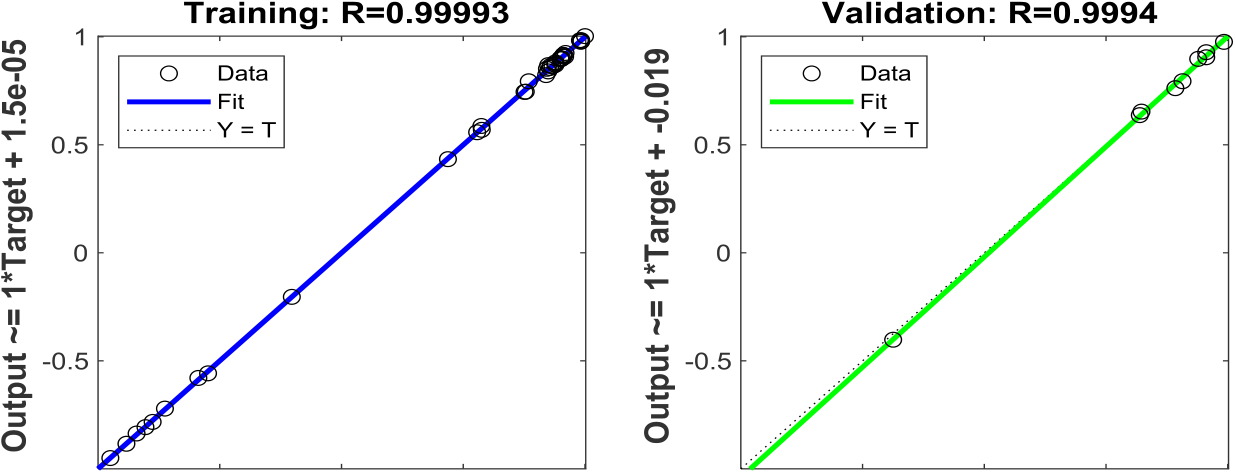 Training: R=0.99993
Output ~= 1*Target + 1.5e-05
1
0.5
0
-0.5
Data
Fit
Y = T
Validation: R=0.9994
Output ~= 1*Target + -0.019
1
0.5
0
-0.5
Data
Fit
Y = T